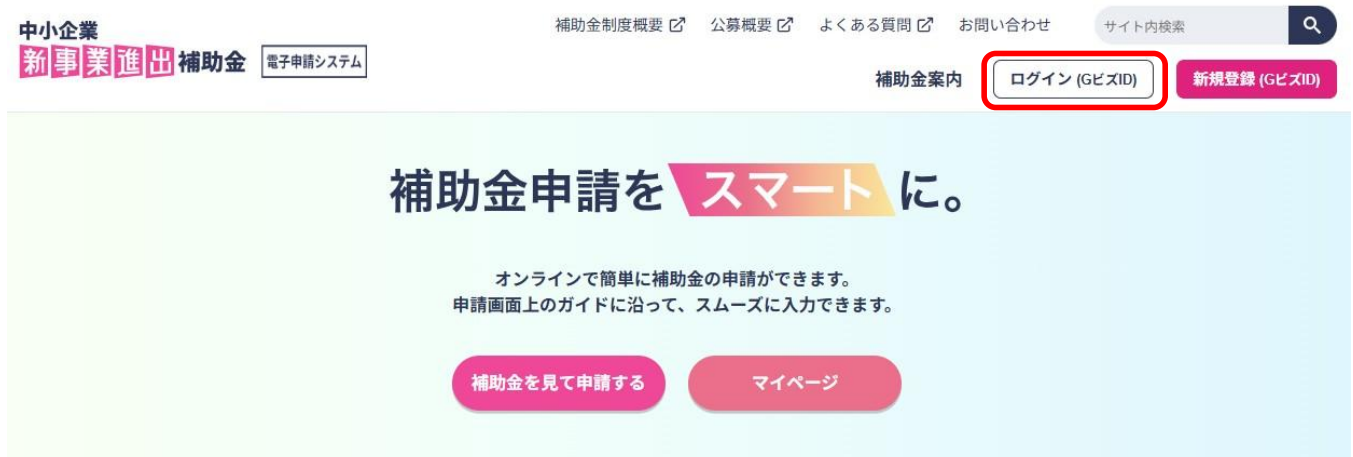 中小企業
新事業進出補助金 電子申請システム
補助金制度概要 公募概要 よくある質問 お問い合わせ サイト内検索
補助金案内 ログイン (GビズID) 新規登録 (GビズID)
補助金申請をスマートに。
オンラインで簡単に補助金の申請ができます。
申請画面上のガイドに沿って、スムーズに入力できます。
補助金を見て申請する マイページ